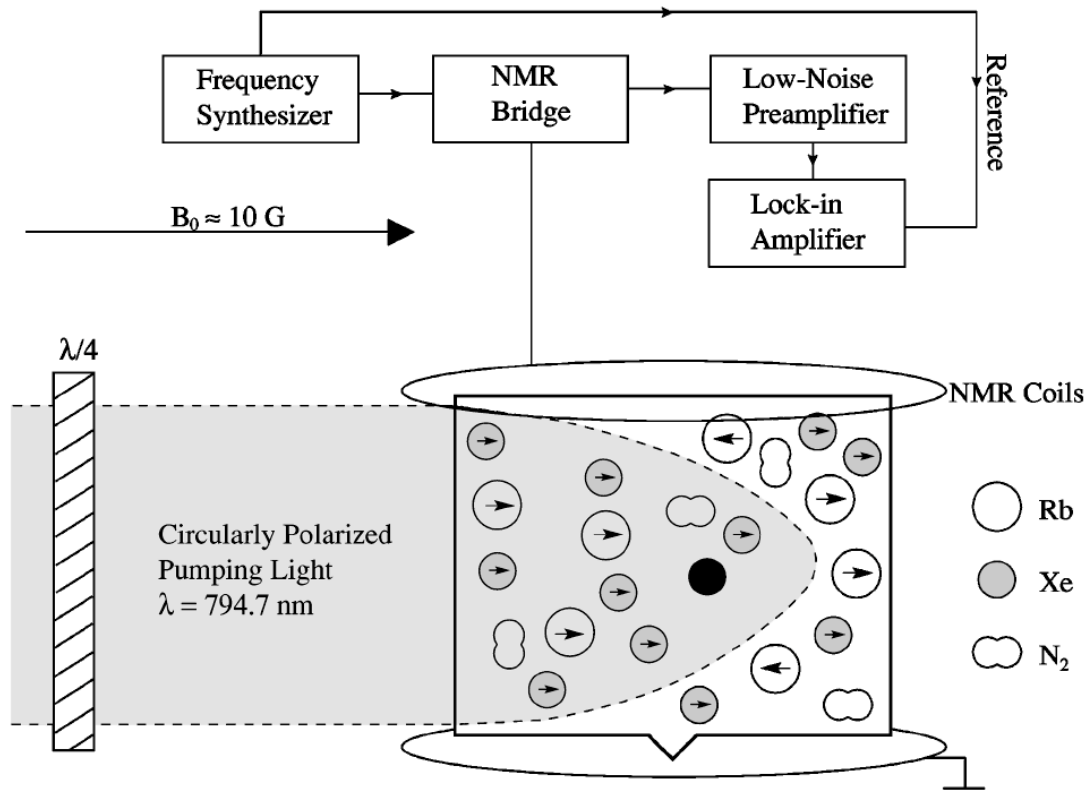 Frequency
Synthesizer
NMR
Bridge
Low-Noise
Preamplifier
Reference
Lock-in
Amplifier
B₀ ≈ 10 G
λ/4
NMR Coils
Circularly Polarized
Pumping Light
λ = 794.7 nm
Rb
Xe
N₂